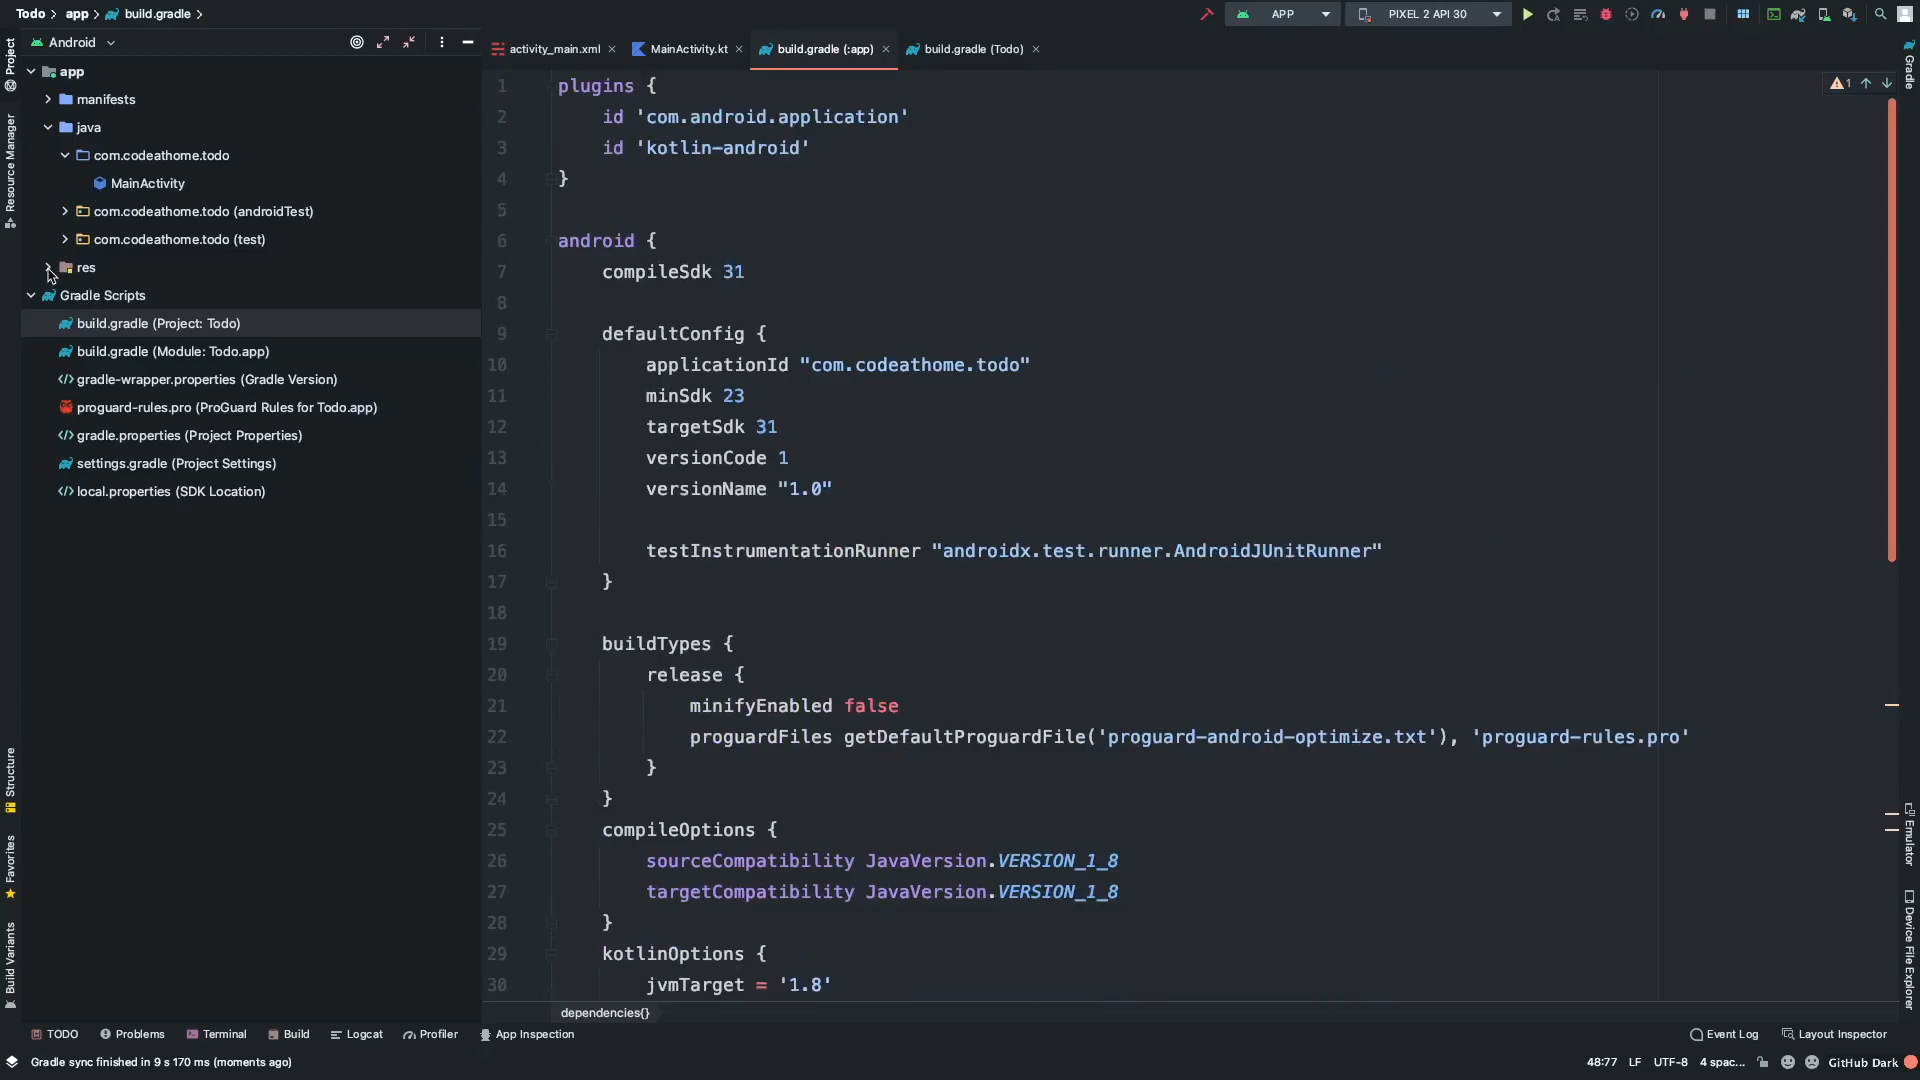 Todo app build.gradle
APP PIXEL 2 API 30
Android
activity_main.xml MainActivity.kt build.gradle (:app) build.gradle (Todo)
Project
Resource Manager
Structure
Favorites
Build Variants
app
manifests
java
com.codeathome.todo
MainActivity
com.codeathome.todo (androidTest)
com.codeathome.todo (test)
res
Gradle Scripts
build.gradle (Project: Todo)
build.gradle (Module: Todo.app)
gradle-wrapper.properties (Gradle Version)
proguard-rules.pro (ProGuard Rules for Todo.app)
gradle.properties (Project Properties)
settings.gradle (Project Settings)
local.properties (SDK Location)
1 plugins {
2 id 'com.android.application'
3 id 'kotlin-android'
4 }
5
6 android {
7 compileSdk 31
8
9 defaultConfig {
10 applicationId "com.codeathome.todo"
11 minSdk 23
12 targetSdk 31
13 versionCode 1
14 versionName "1.0"
15
16 testInstrumentationRunner "androidx.test.runner.AndroidJUnitRunner"
17 }
18
19 buildTypes {
20 release {
21 minifyEnabled false
22 proguardFiles getDefaultProguardFile('proguard-android-optimize.txt'), 'proguard-rules.pro'
23 }
24 }
25 compileOptions {
26 sourceCompatibility JavaVersion.VERSION_1_8
27 targetCompatibility JavaVersion.VERSION_1_8
28 }
29 kotlinOptions {
30 jvmTarget = '1.8'
1
Gradle
Emulator
Device File Explorer
dependencies{}
TODO Problems Terminal Build Logcat Profiler App Inspection Event Log Layout Inspector
Gradle sync finished in 9 s 170 ms (moments ago) 48:77 LF UTF-8 4 spac... GitHub Dark